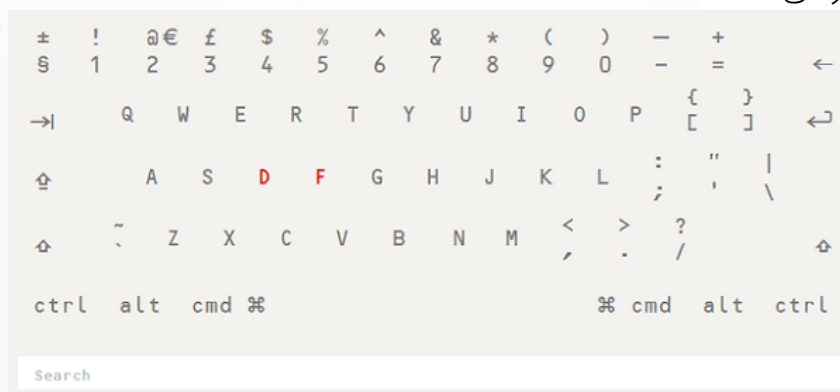 ± ! @€ £ $ % ^ & * ( ) — +
§ 1 2 3 4 5 6 7 8 9 0 - = ←
→| Q W E R T Y U I O P { }
[ ] ↵
A S D F G H J K L : " |
; ' \
~ < > ?
` Z X C V B N M , . /
ctrl alt cmd ⌘ ⌘ cmd alt ctrl
Search